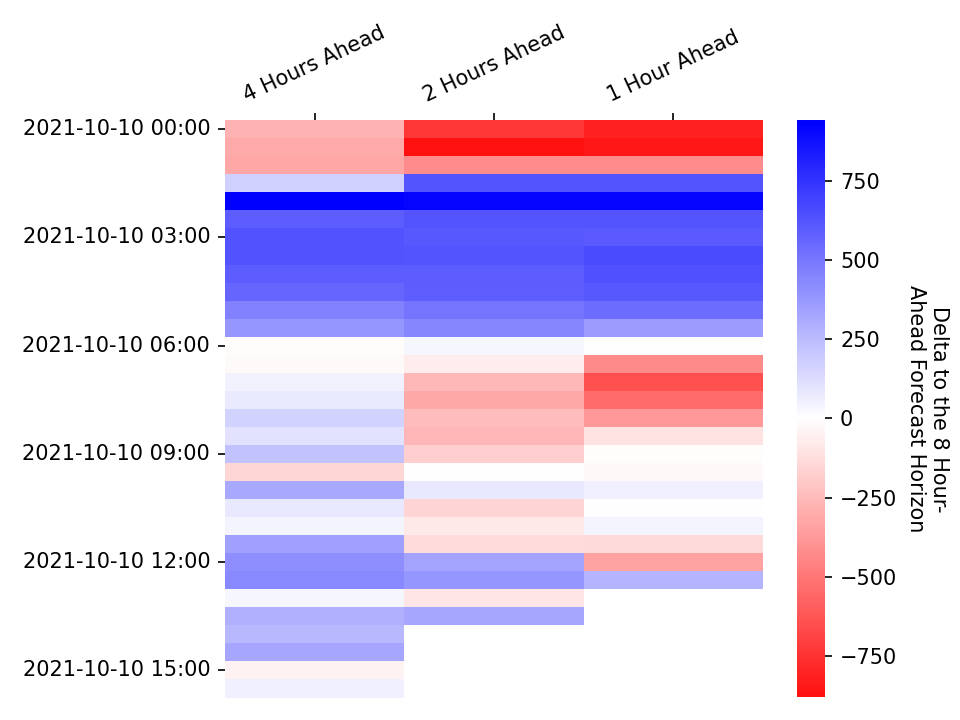 4 Hours Ahead
2 Hours Ahead
1 Hour Ahead
2021-10-10 00:00
2021-10-10 03:00
2021-10-10 06:00
2021-10-10 09:00
2021-10-10 12:00
2021-10-10 15:00
750
500
250
0
−250
−500
−750
Delta to the 8 Hour-
Ahead Forecast Horizon